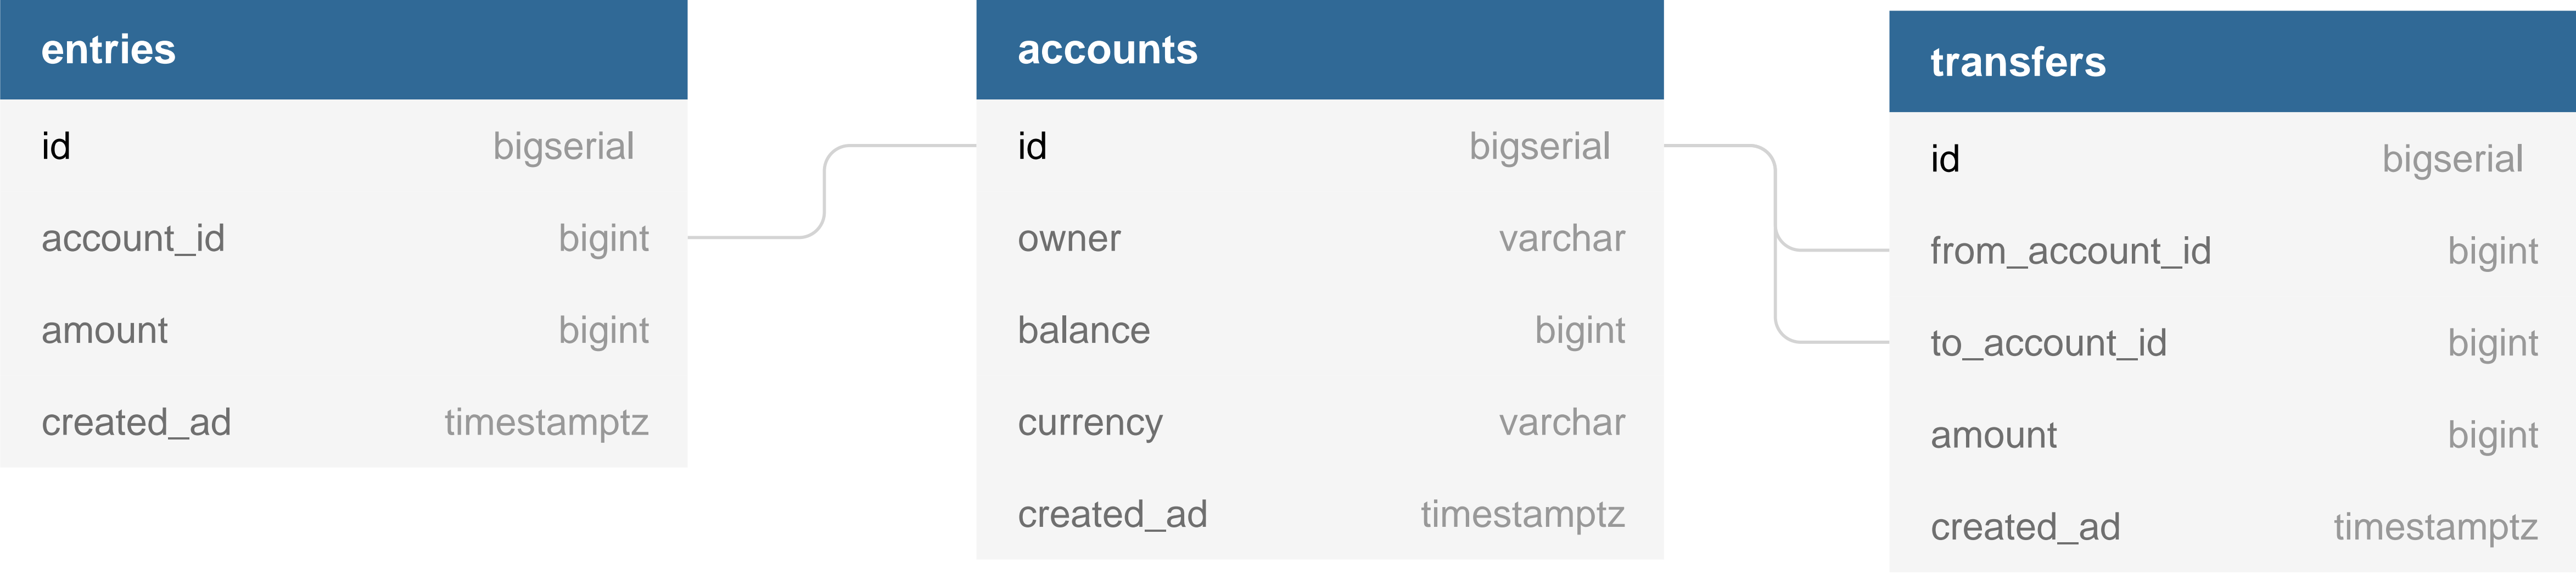 entries
id bigserial
account_id bigint
amount bigint
created_ad timestamptz
accounts
id bigserial
owner varchar
balance bigint
currency varchar
created_ad timestamptz
transfers
id bigserial
from_account_id bigint
to_account_id bigint
amount bigint
created_ad timestamptz